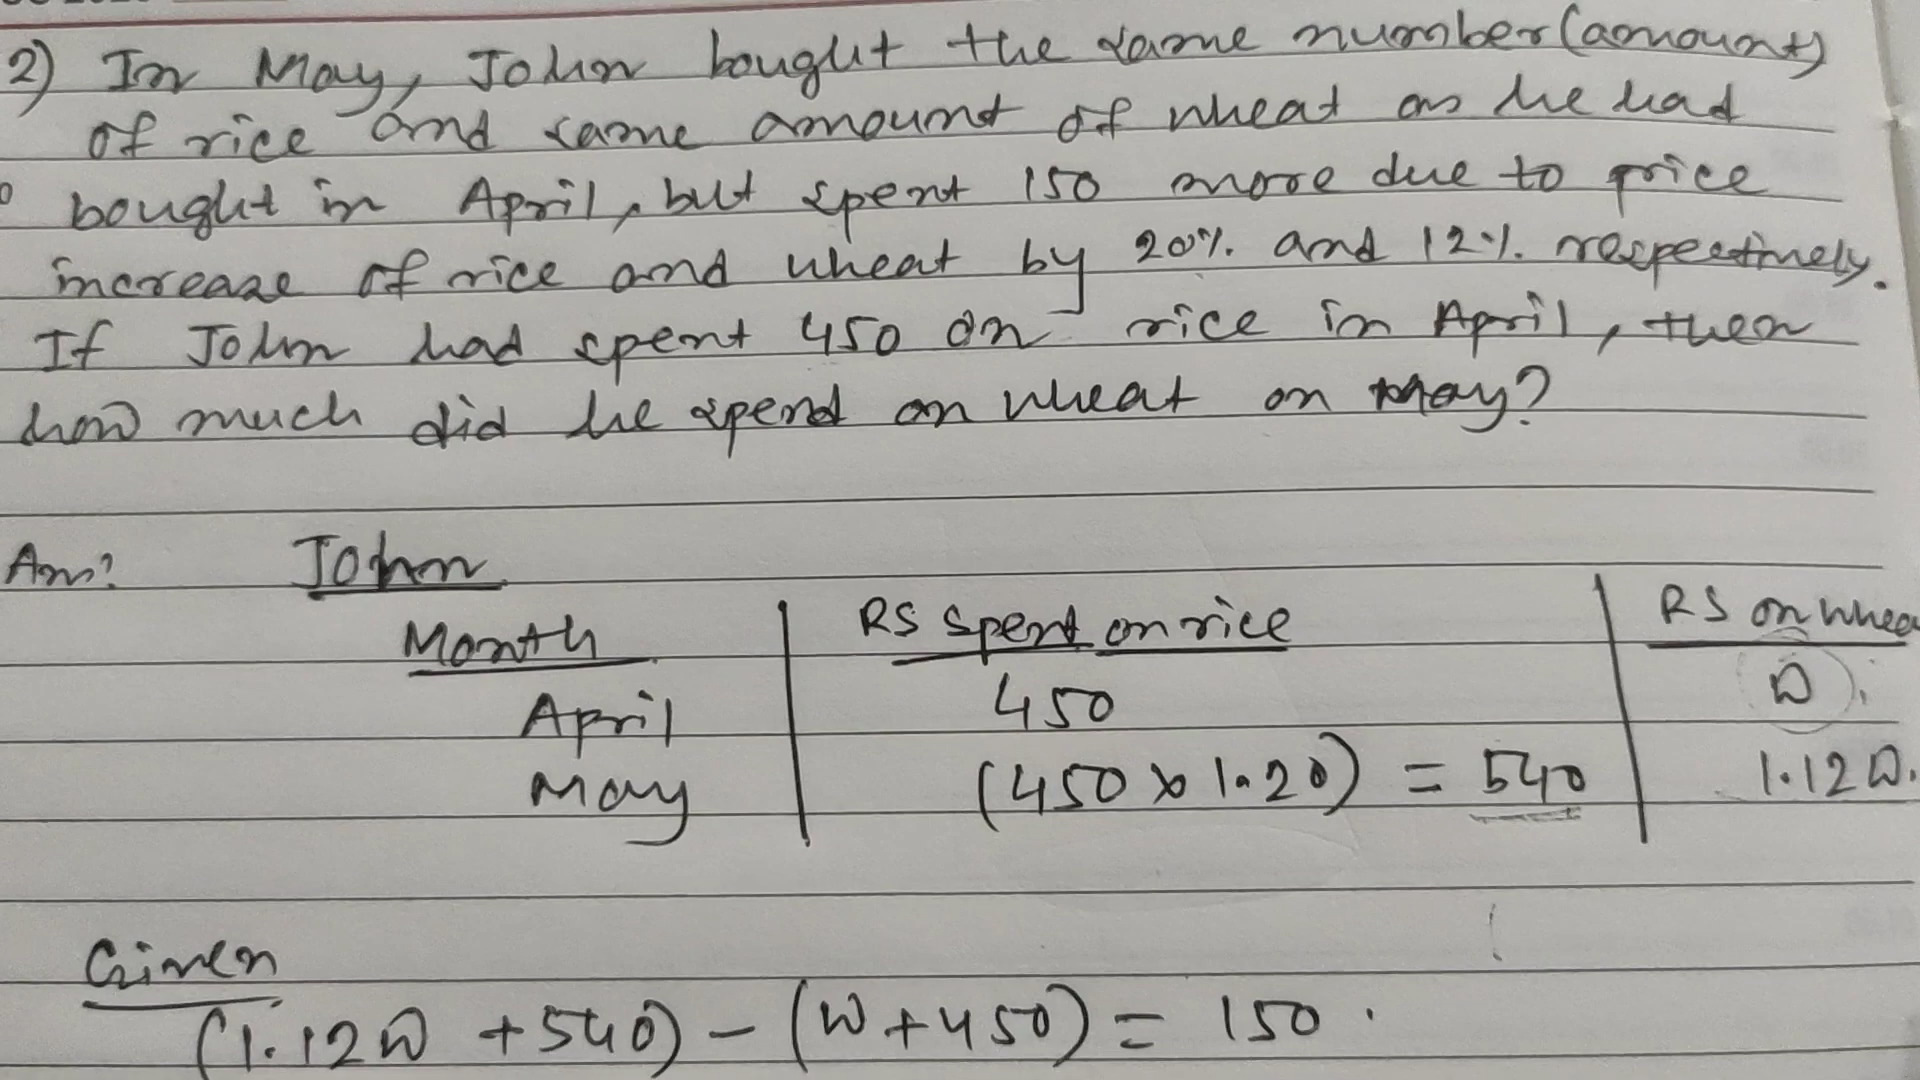 2) In May, John bought the same number (amount)
of rice and same amount of wheat as he had
bought in April, but spent 150 more due to price
increase of rice and wheat by 20% and 12% respectively.
If John had spent 450 on rice in April, then
how much did he spend on wheat on May?
Ans: John
Month RS spent on rice RS on whea
April 450 W
May (450 x 1.20) = 540 1.12W.
Given
(1.12W + 540) - (W + 450) = 150.